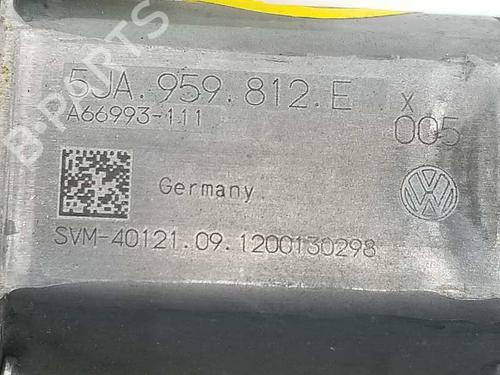 5JA.959.812.E X
A66993-111 005
Germany
SVM-40121.09.1200130298
B-PARTS